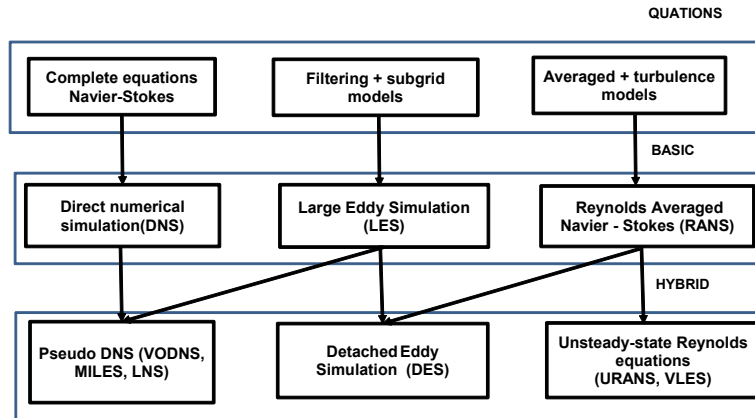 QUATIONS
Complete equations
Navier-Stokes
Filtering + subgrid
models
Averaged + turbulence
models
BASIC
Direct numerical
simulation(DNS)
Large Eddy Simulation
(LES)
Reynolds Averaged
Navier - Stokes (RANS)
HYBRID
Pseudo DNS (VODNS,
MILES, LNS)
Detached Eddy
Simulation (DES)
Unsteady-state Reynolds
equations
(URANS, VLES)